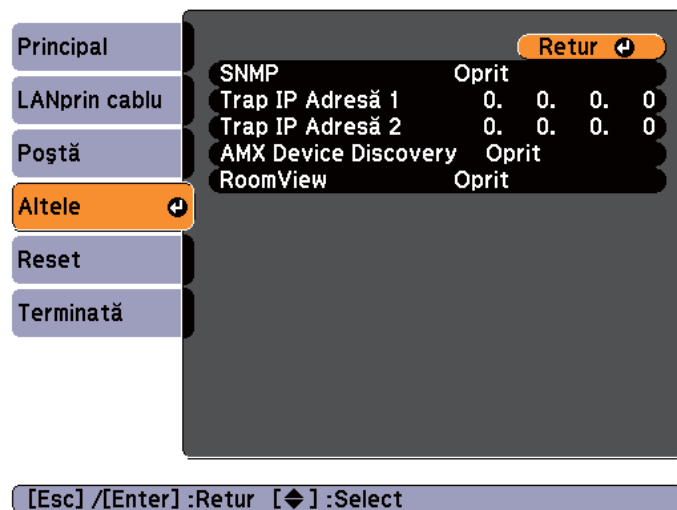 Principal
LANprin cablu
Poştă
Altele
Reset
Terminată
Retur
SNMP Oprit
Trap IP Adresă 1 0. 0. 0. 0
Trap IP Adresă 2 0. 0. 0. 0
AMX Device Discovery Oprit
RoomView Oprit
[Esc] /[Enter] :Retur [◆] :Select